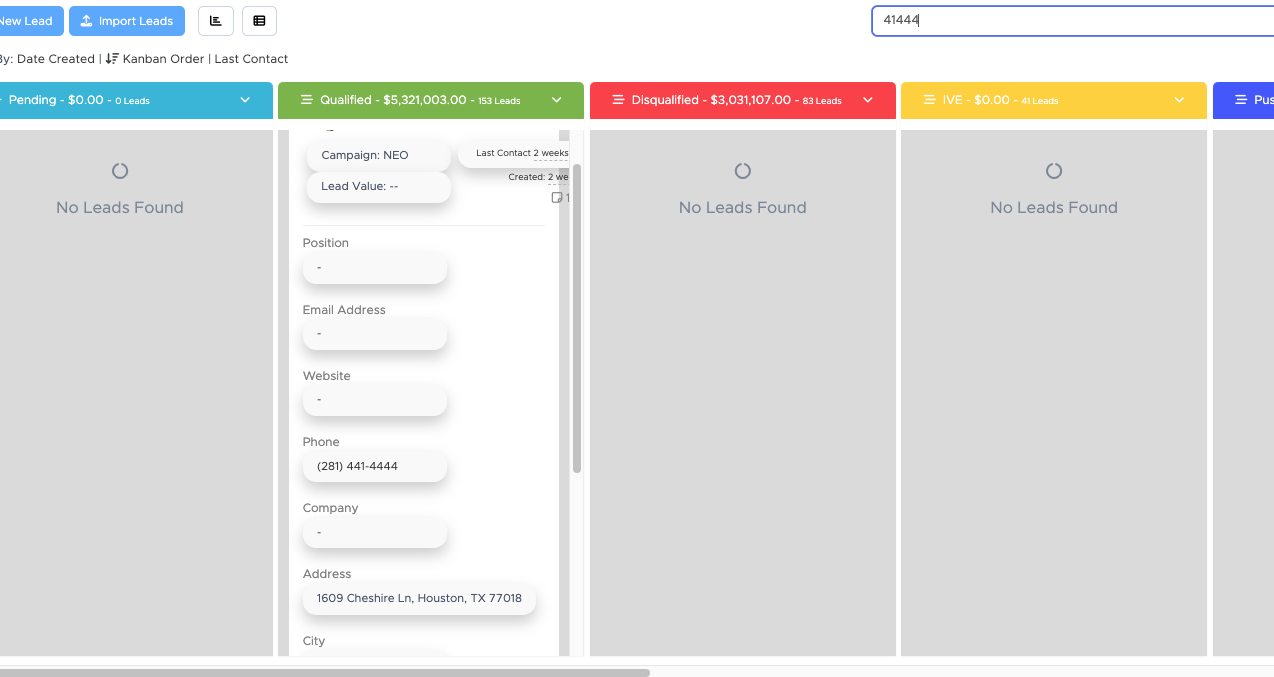 New Lead
Import Leads
41444
By: Date Created | Kanban Order | Last Contact
Pending - $0.00 - 0 Leads
Qualified - $5,321,003.00 - 153 Leads
Disqualified - $3,031,107.00 - 83 Leads
IVE - $0.00 - 41 Leads
Pus
No Leads Found
Campaign: NEO
Last Contact 2 weeks
Lead Value: --
Created: 2 we
1
Position
-
Email Address
-
Website
-
Phone
(281) 441-4444
Company
-
Address
1609 Cheshire Ln, Houston, TX 77018
City
No Leads Found
No Leads Found